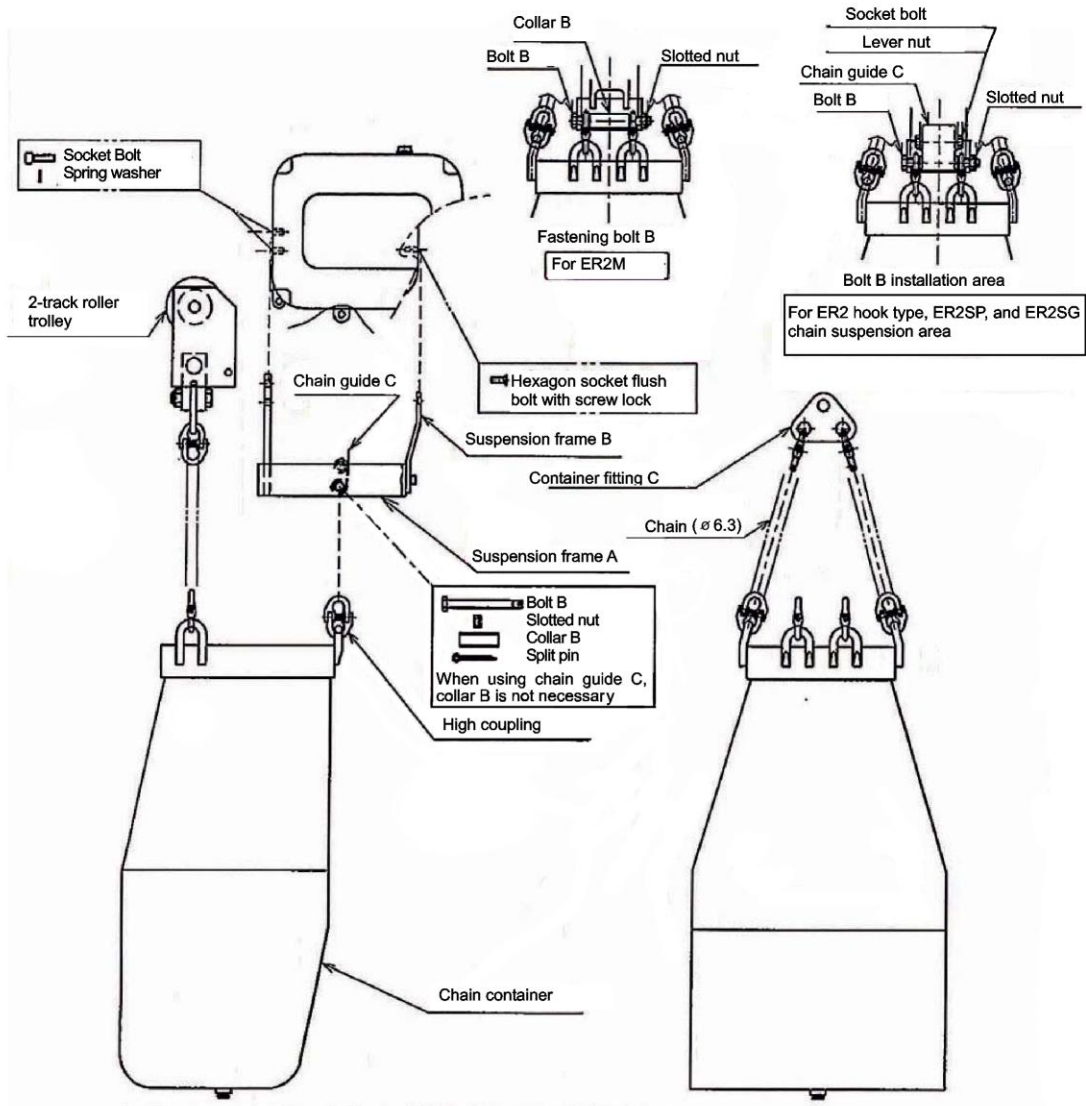 Collar B
Bolt B
Slotted nut
Fastening bolt B
For ER2M
Socket bolt
Lever nut
Chain guide C
Bolt B
Slotted nut
Bolt B installation area
For ER2 hook type, ER2SP, and ER2SG
chain suspension area
Socket Bolt
Spring washer
2-track roller
trolley
Chain guide C
Hexagon socket flush
bolt with screw lock
Suspension frame B
Container fitting C
Chain (ø6.3)
Suspension frame A
Bolt B
Slotted nut
Collar B
Split pin
When using chain guide C,
collar B is not necessary
High coupling
Chain container